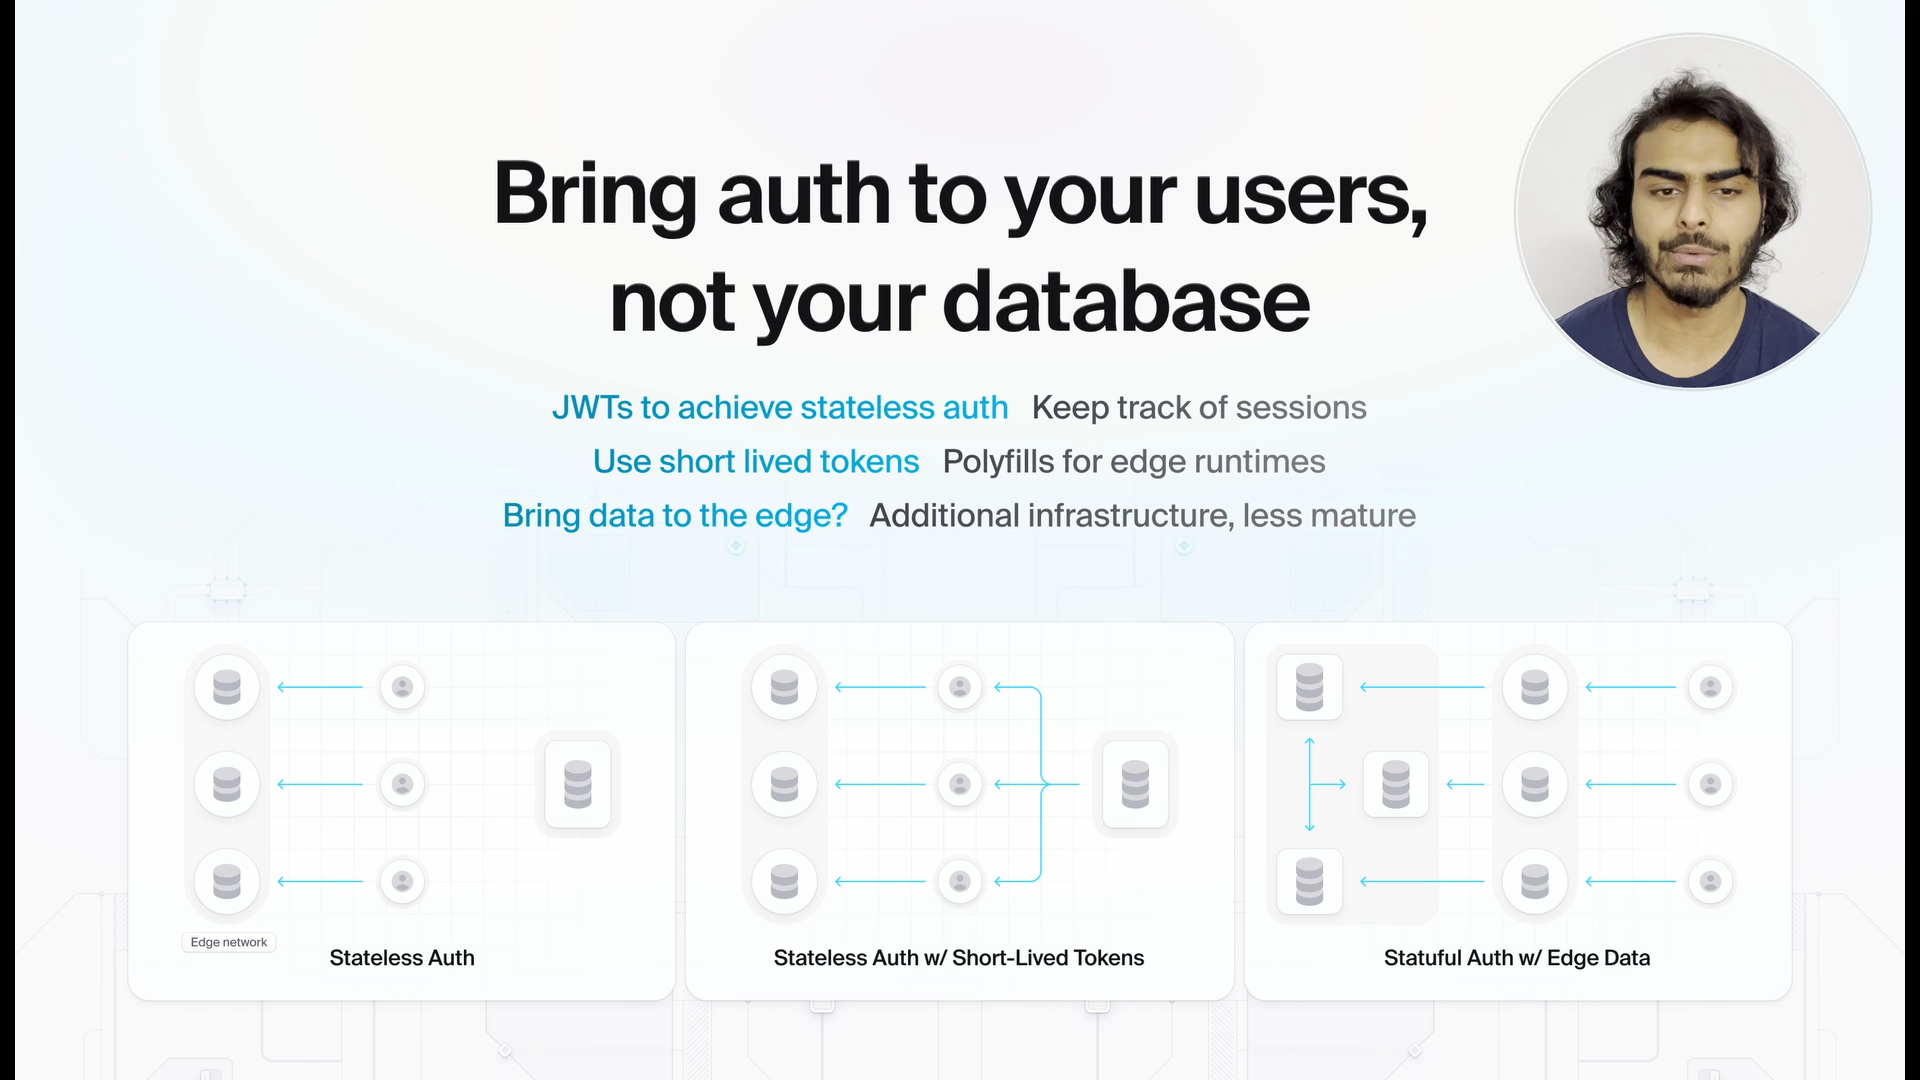 Bring auth to your users,
not your database
JWTs to achieve stateless auth Keep track of sessions
Use short lived tokens Polyfills for edge runtimes
Bring data to the edge? Additional infrastructure, less mature
Edge network
Stateless Auth
Stateless Auth w/ Short-Lived Tokens
Statuful Auth w/ Edge Data